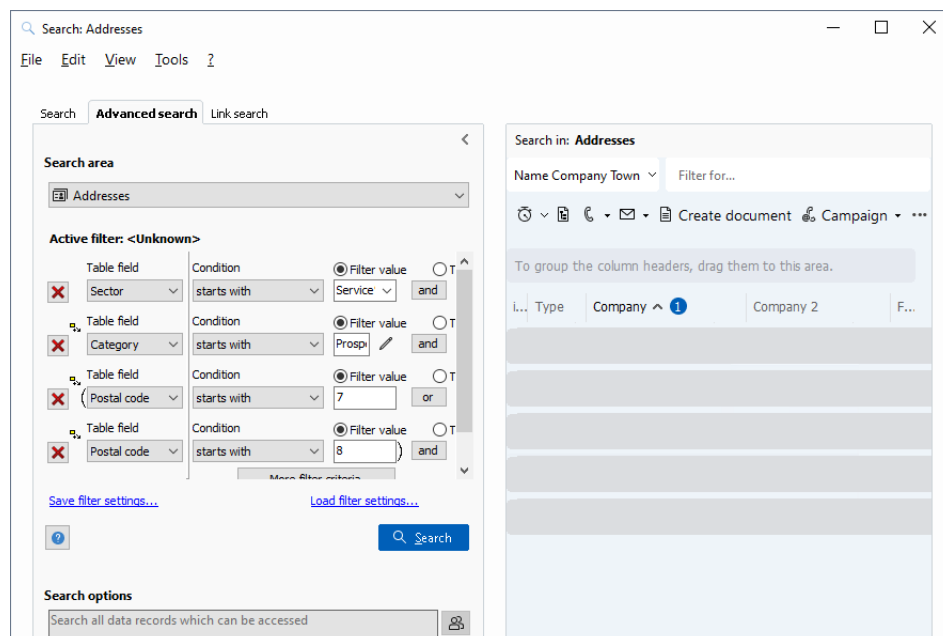 Search: Addresses
File Edit View Tools ?
Search Advanced search Link search
Search area
Addresses
Active filter: <Unknown>
Table field Condition Filter value T
Sector starts with Service' and
Table field Condition Filter value T
Category starts with Prosp and
Table field Condition Filter value T
( Postal code starts with 7 or
Table field Condition Filter value T
Postal code starts with 8 ) and
More filter criteria
Save filter settings... Load filter settings...
? Search
Search options
Search all data records which can be accessed
Search in: Addresses
Name Company Town Filter for...
Create document Campaign
To group the column headers, drag them to this area.
i... Type Company 1 Company 2 F...